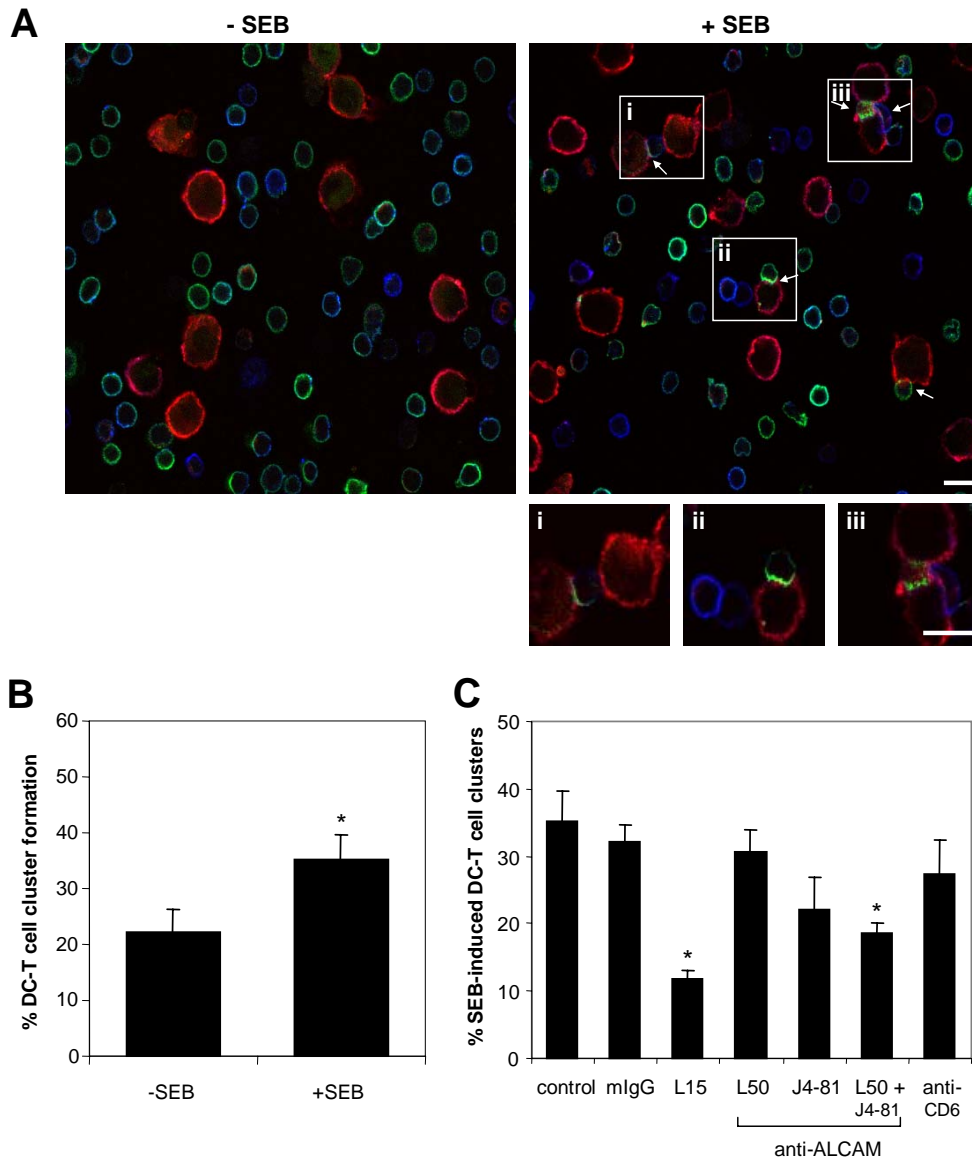 A
- SEB
+ SEB
i
ii
iii
i
ii
iii
B
% DC-T cell cluster formation
60
50
40
30
20
10
0
*
-SEB
+SEB
C
% SEB-induced DC-T cell clusters
50
40
30
20
10
0
*
*
control
mIgG
L15
L50
J4-81
L50 +
J4-81
anti-
CD6
anti-ALCAM